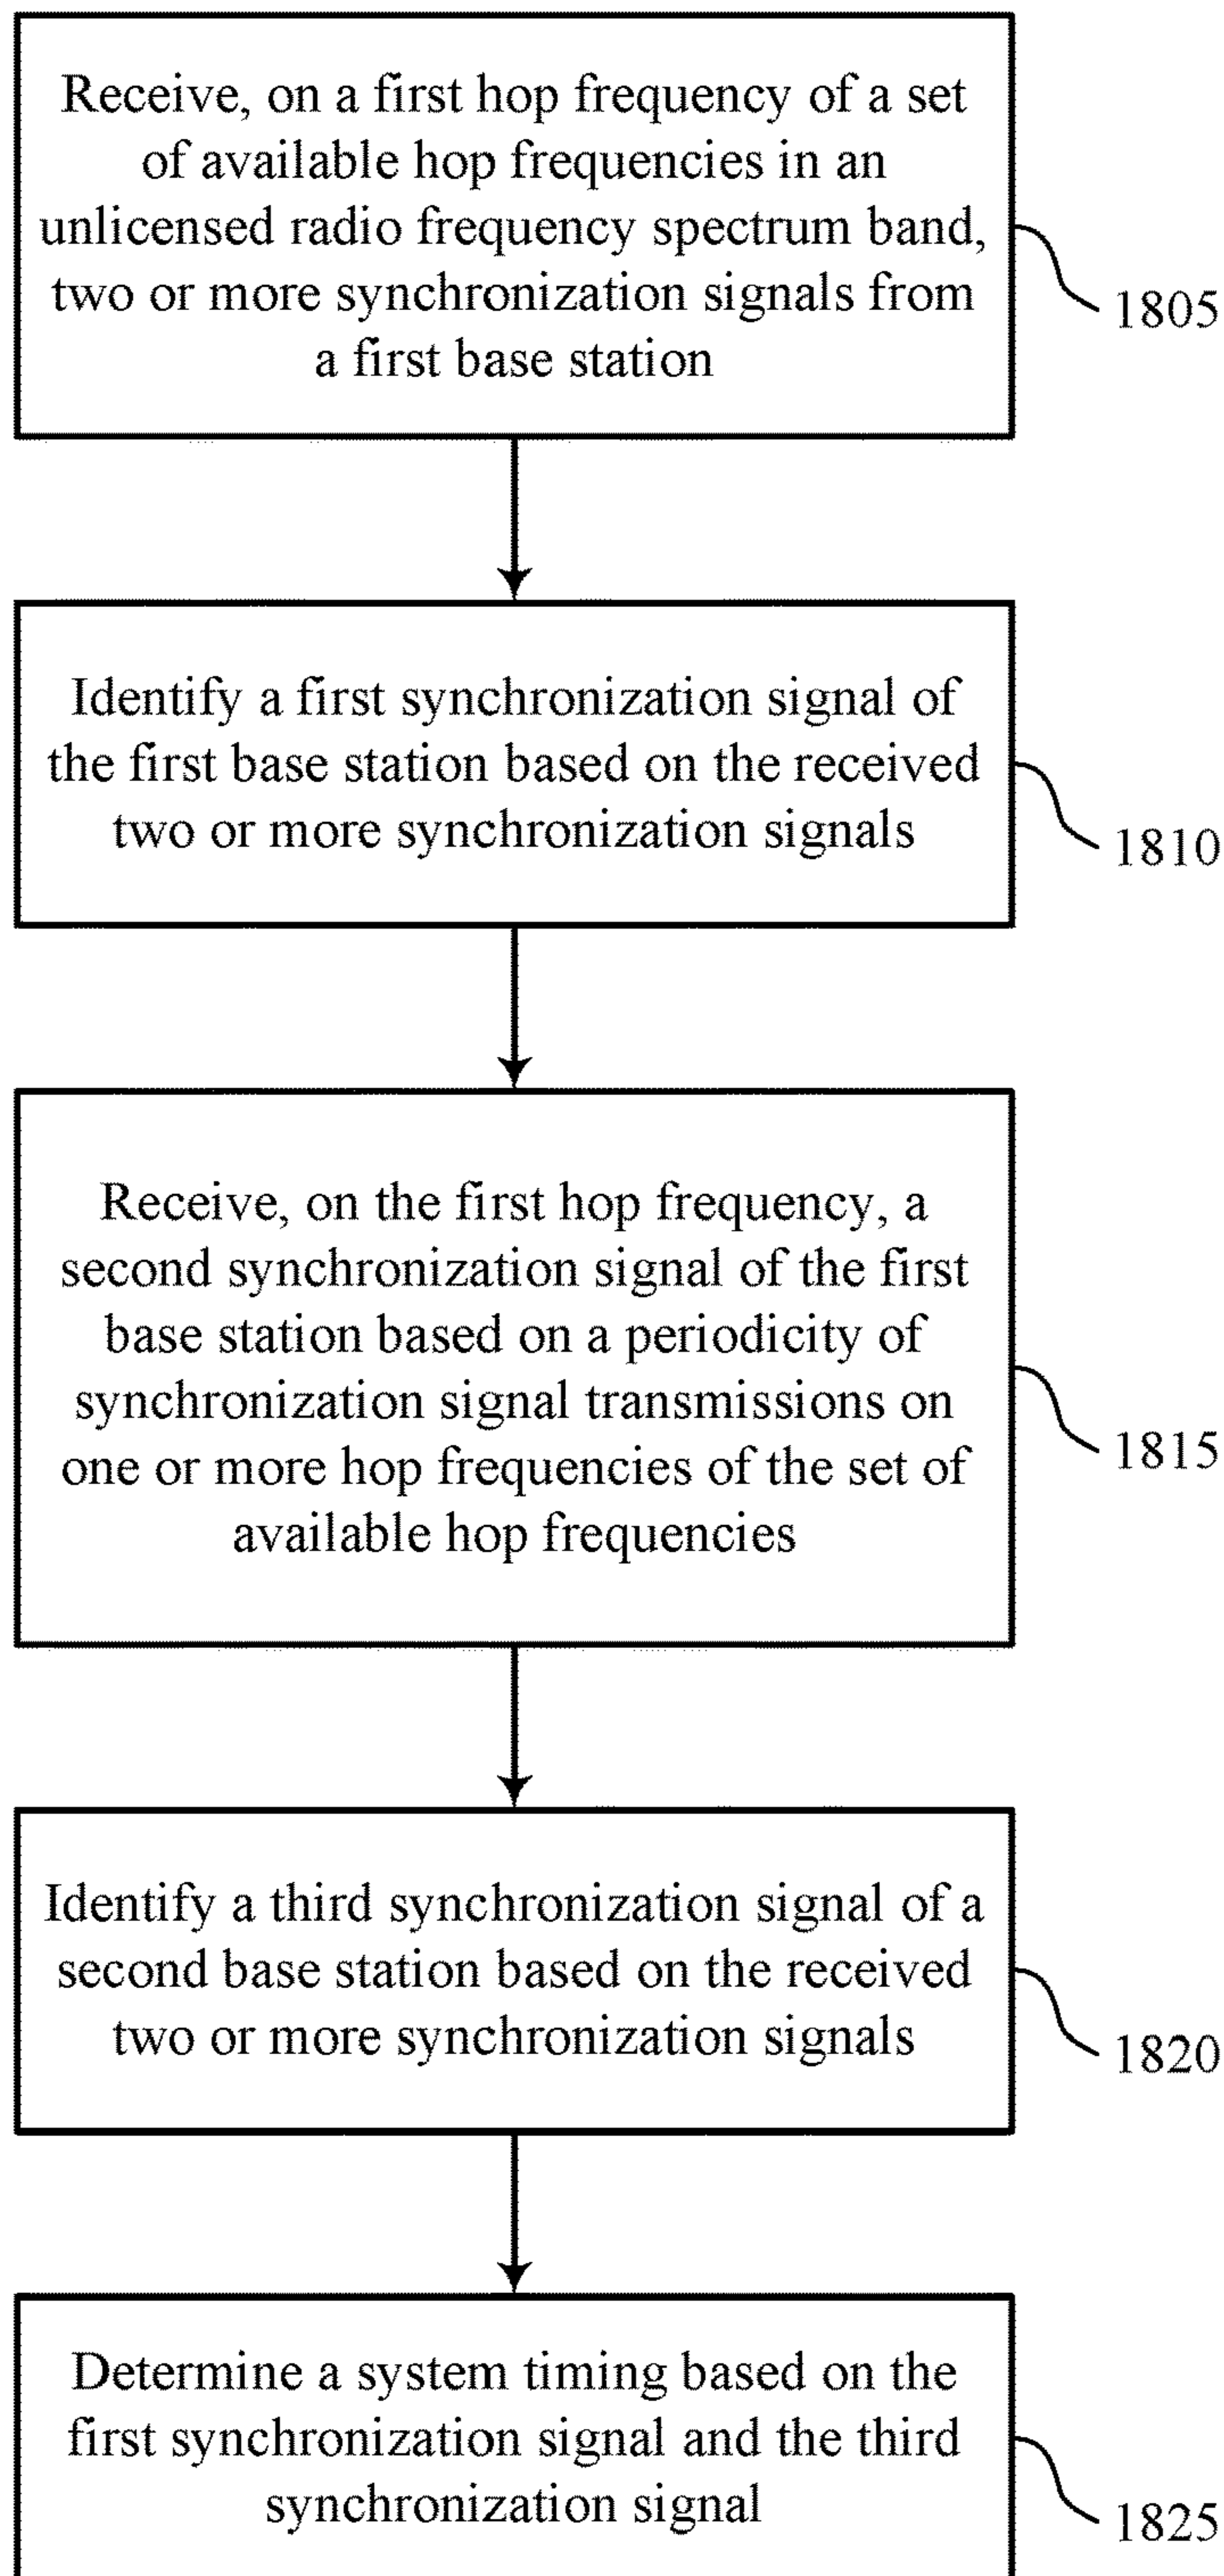 Receive, on a first hop frequency of a set
of available hop frequencies in an
unlicensed radio frequency spectrum band,
two or more synchronization signals from
a first base station
1805
Identify a first synchronization signal of
the first base station based on the received
two or more synchronization signals
1810
Receive, on the first hop frequency, a
second synchronization signal of the first
base station based on a periodicity of
synchronization signal transmissions on
one or more hop frequencies of the set of
available hop frequencies
1815
Identify a third synchronization signal of a
second base station based on the received
two or more synchronization signals
1820
Determine a system timing based on the
first synchronization signal and the third
synchronization signal
1825